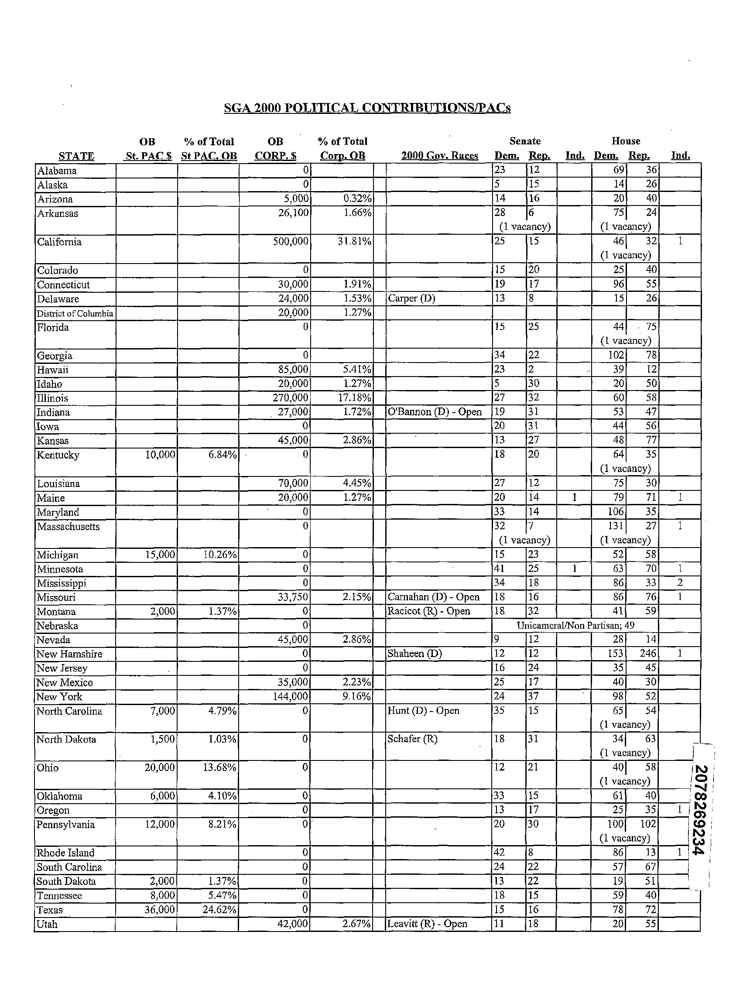 SGA 2000 POLITICAL CONTRIBUTIONS/PACs
OB % of Total OB % of Total Senate House
STATE St. PAC $ St PAC. OB CORP. $ Corp. OB 2000 Gov. Races Dem. Rep. Ind. Dem. Rep. Ind.
Alabama 0 23 12 69 36
Alaska 0 5 15 14 26
Arizona 5,000 0.32% 14 16 20 40
Arkansas 26,100 1.66% 28 6 75 24
(1 vacancy) (1 vacancy)
California 500,000 31.81% 25 15 46 32 1
(1 vacancy)
Colorado 0 15 20 25 40
Connecticut 30,000 1.91% 19 17 96 55
Delaware 24,000 1.53% Carper (D) 13 8 15 26
District of Columbia 20,000 1.27%
Florida 0 15 25 44 75
(1 vacancy)
Georgia 0 34 22 102 78
Hawaii 85,000 5.41% 23 2 39 12
Idaho 20,000 1.27% 5 30 20 50
Illinois 270,000 17.18% 27 32 60 58
Indiana 27,000 1.72% O'Bannon (D) - Open 19 31 53 47
Iowa 0 20 31 44 56
Kansas 45,000 2.86% 13 27 48 77
Kentucky 10,000 6.84% 0 18 20 64 35
(1 vacancy)
Louisiana 70,000 4.45% 27 12 75 30
Maine 20,000 1.27% 20 14 1 79 71 1
Maryland 0 33 14 106 35
Massachusetts 0 32 7 131 27 1
(1 vacancy) (1 vacancy)
Michigan 15,000 10.26% 0 15 23 52 58
Minnesota 0 41 25 1 63 70 1
Mississippi 0 34 18 86 33 2
Missouri 33,750 2.15% Carnahan (D) - Open 18 16 86 76 1
Montana 2,000 1.37% 0 Racicot (R) - Open 18 32 41 59
Nebraska 0 Unicameral/Non Partisan; 49
Nevada 45,000 2.86% 9 12 28 14
New Hamshire 0 Shaheen (D) 12 12 153 246 1
New Jersey 0 16 24 35 45
New Mexico 35,000 2.23% 25 17 40 30
New York 144,000 9.16% 24 37 98 52
North Carolina 7,000 4.79% 0 Hunt (D) - Open 35 15 65 54
(1 vacancy)
North Dakota 1,500 1.03% 0 Schafer (R) 18 31 34 63
(1 vacancy)
Ohio 20,000 13.68% 0 12 21 40 58
(1 vacancy)
Oklahoma 6,000 4.10% 0 33 15 61 40
Oregon 0 13 17 25 35 1
Pennsylvania 12,000 8.21% 0 20 30 100 102
(1 vacancy)
Rhode Island 0 42 8 86 13 1
South Carolina 0 24 22 57 67
South Dakota 2,000 1.37% 0 13 22 19 51
Tennessee 8,000 5.47% 0 18 15 59 40
Texas 36,000 24.62% 0 15 16 78 72
Utah 42,000 2.67% Leavitt (R) - Open 11 18 20 55
2078269234